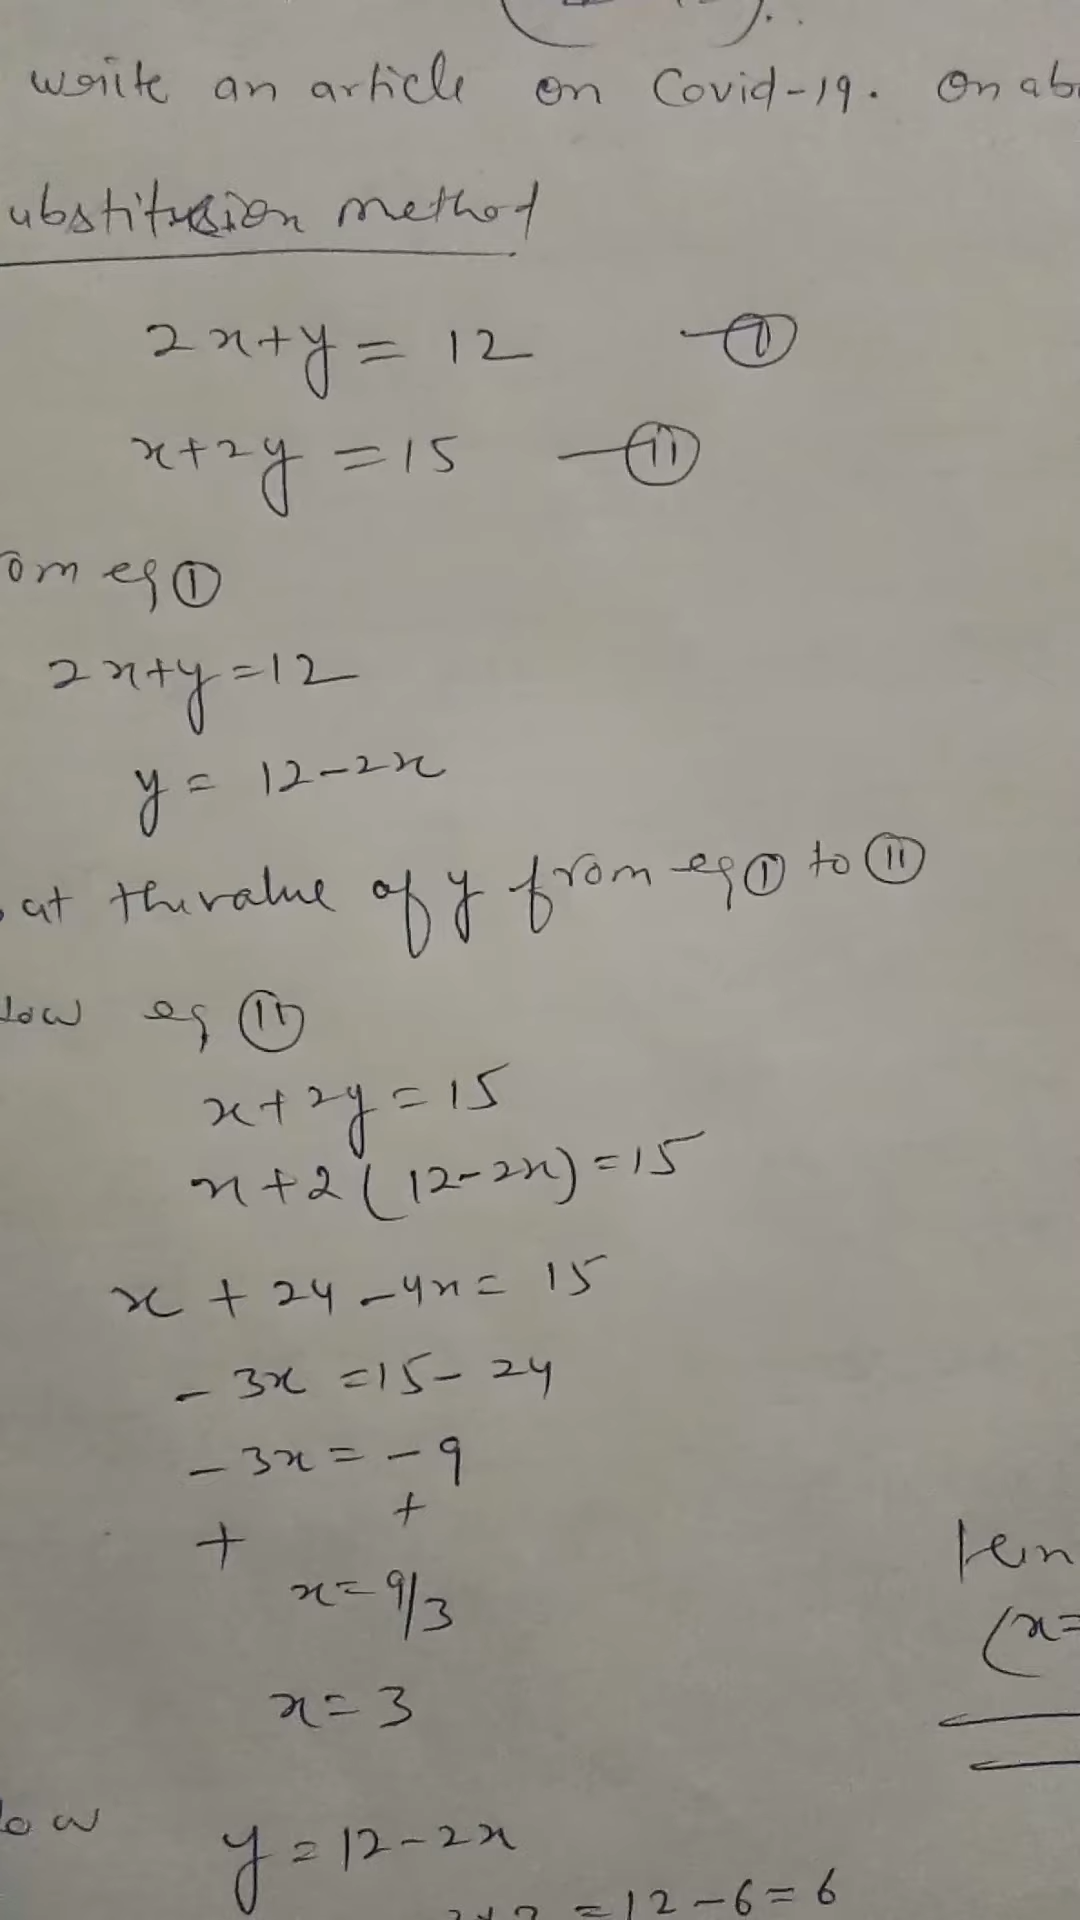 write an article on Covid-19. On ab
ubstitusion method
2x+y = 12 — ①
x+2y = 15 — ⑪
om eq ①
2x+y=12
y = 12-2x
at the value of y from eq ① to ⑪
low eq ⑪
x+2y=15
x+2(12-2x)=15
x + 24 - 4x = 15
- 3x = 15 - 24
- 3x = - 9
+ +
x = 9/3
x = 3
(x=
ow
y = 12-2x
= 12 - 6 = 6